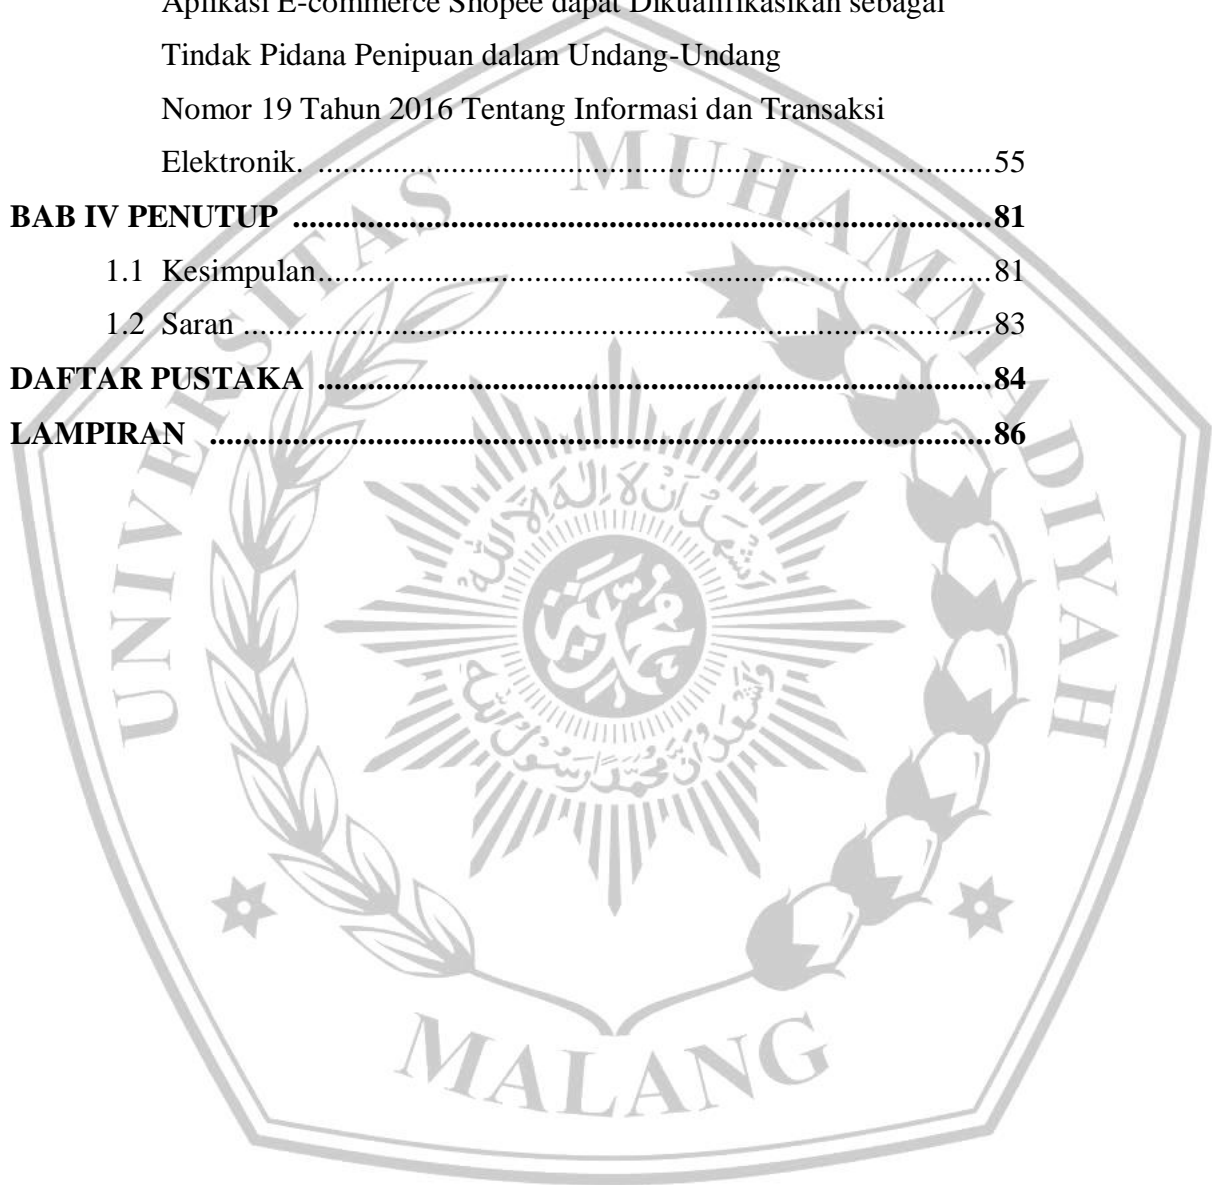 Aplikasi E-commerce Shopee dapat Dikualifikasikan sebagai
Tindak Pidana Penipuan dalam Undang-Undang
Nomor 19 Tahun 2016 Tentang Informasi dan Transaksi
Elektronik. ........................................................................55
BAB IV PENUTUP ........................................................................81
1.1 Kesimpulan........................................................................81
1.2 Saran ........................................................................83
DAFTAR PUSTAKA ........................................................................84
LAMPIRAN ........................................................................86
UNIVERSITAS MUHAMMADIYAH
MALANG